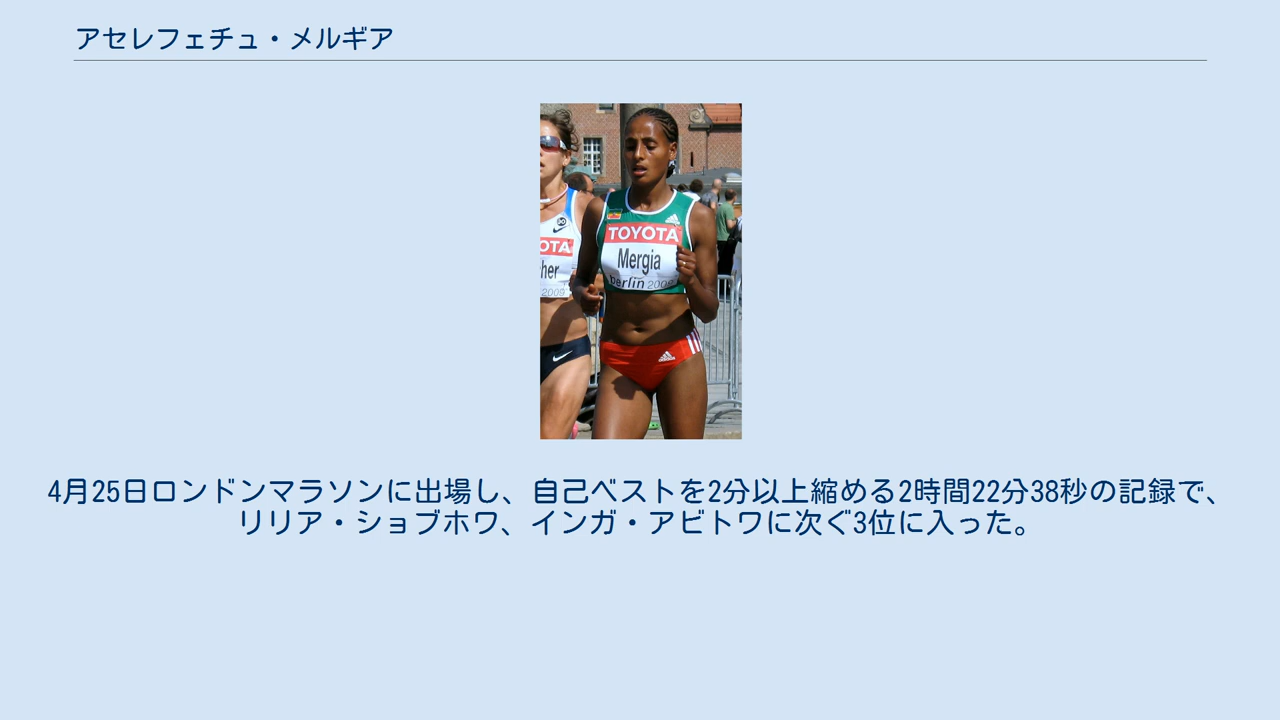 アセレフェチュ・メルギア
TOYOTA
Mergia
berlin 2009
OTA
her
2009
4月25日ロンドンマラソンに出場し、自己ベストを2分以上縮める2時間22分38秒の記録で、
リリア・ショブホワ、インガ・アビトワに次ぐ3位に入った。